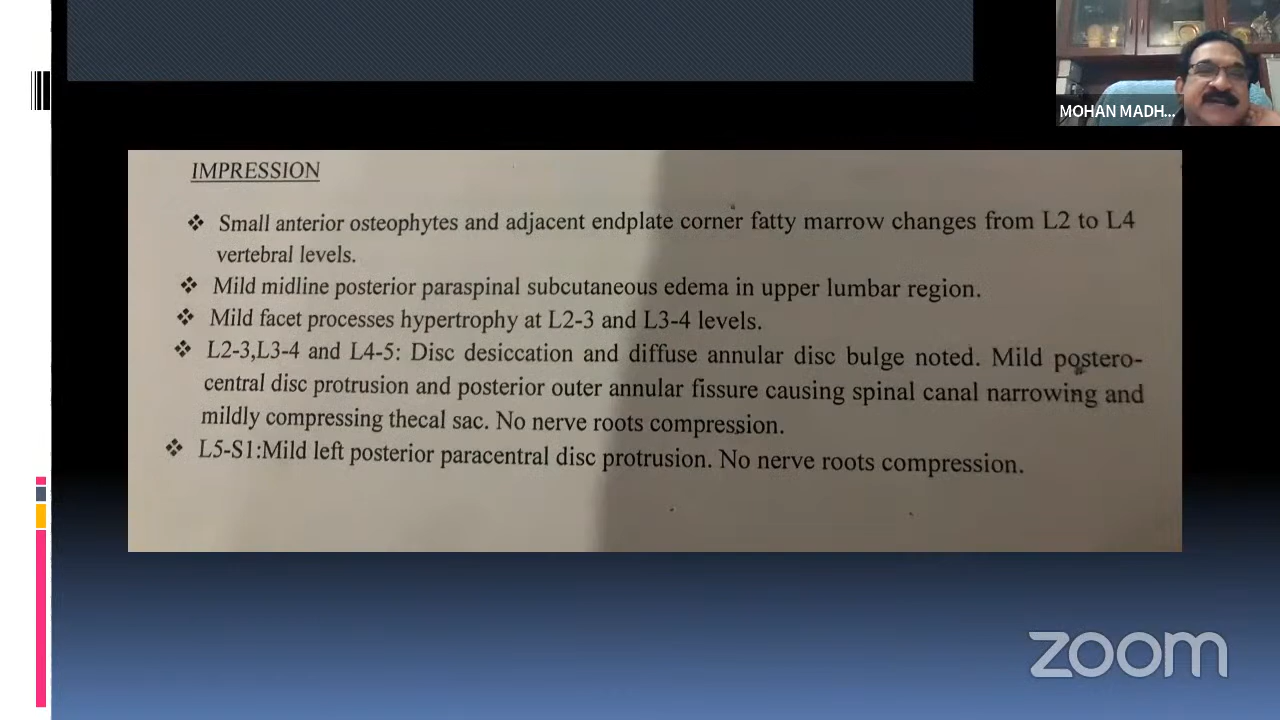 MOHAN MADH...
IMPRESSION
❖ Small anterior osteophytes and adjacent endplate corner fatty marrow changes from L2 to L4
vertebral levels.
❖ Mild midline posterior paraspinal subcutaneous edema in upper lumbar region.
❖ Mild facet processes hypertrophy at L2-3 and L3-4 levels.
❖ L2-3,L3-4 and L4-5: Disc desiccation and diffuse annular disc bulge noted. Mild postero-
central disc protrusion and posterior outer annular fissure causing spinal canal narrowing and
mildly compressing thecal sac. No nerve roots compression.
❖ L5-S1:Mild left posterior paracentral disc protrusion. No nerve roots compression.
zoom